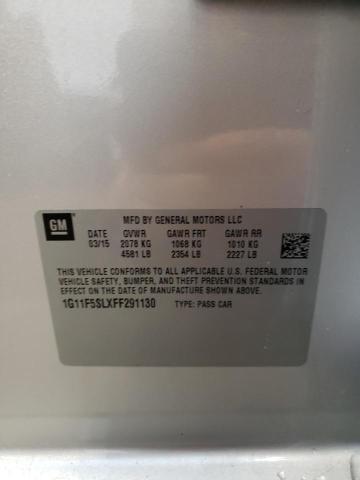 GM
MFD BY GENERAL MOTORS LLC
DATE GVWR GAWR FRT GAWR RR
03/15 2078 KG 1068 KG 1010 KG
4581 LB 2354 LB 2227 LB
THIS VEHICLE CONFORMS TO ALL APPLICABLE U.S. FEDERAL MOTOR
VEHICLE SAFETY, BUMPER, AND THEFT PREVENTION STANDARDS IN
EFFECT ON THE DATE OF MANUFACTURE SHOWN ABOVE.
1G11F5SLXFF291130 TYPE: PASS CAR